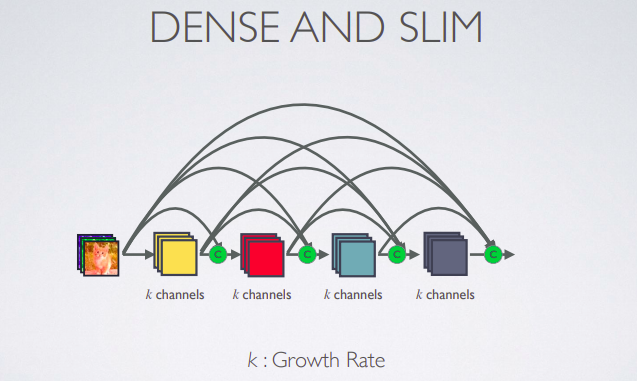 DENSE AND SLIM
C C C C
k channels k channels k channels k channels
k : Growth Rate